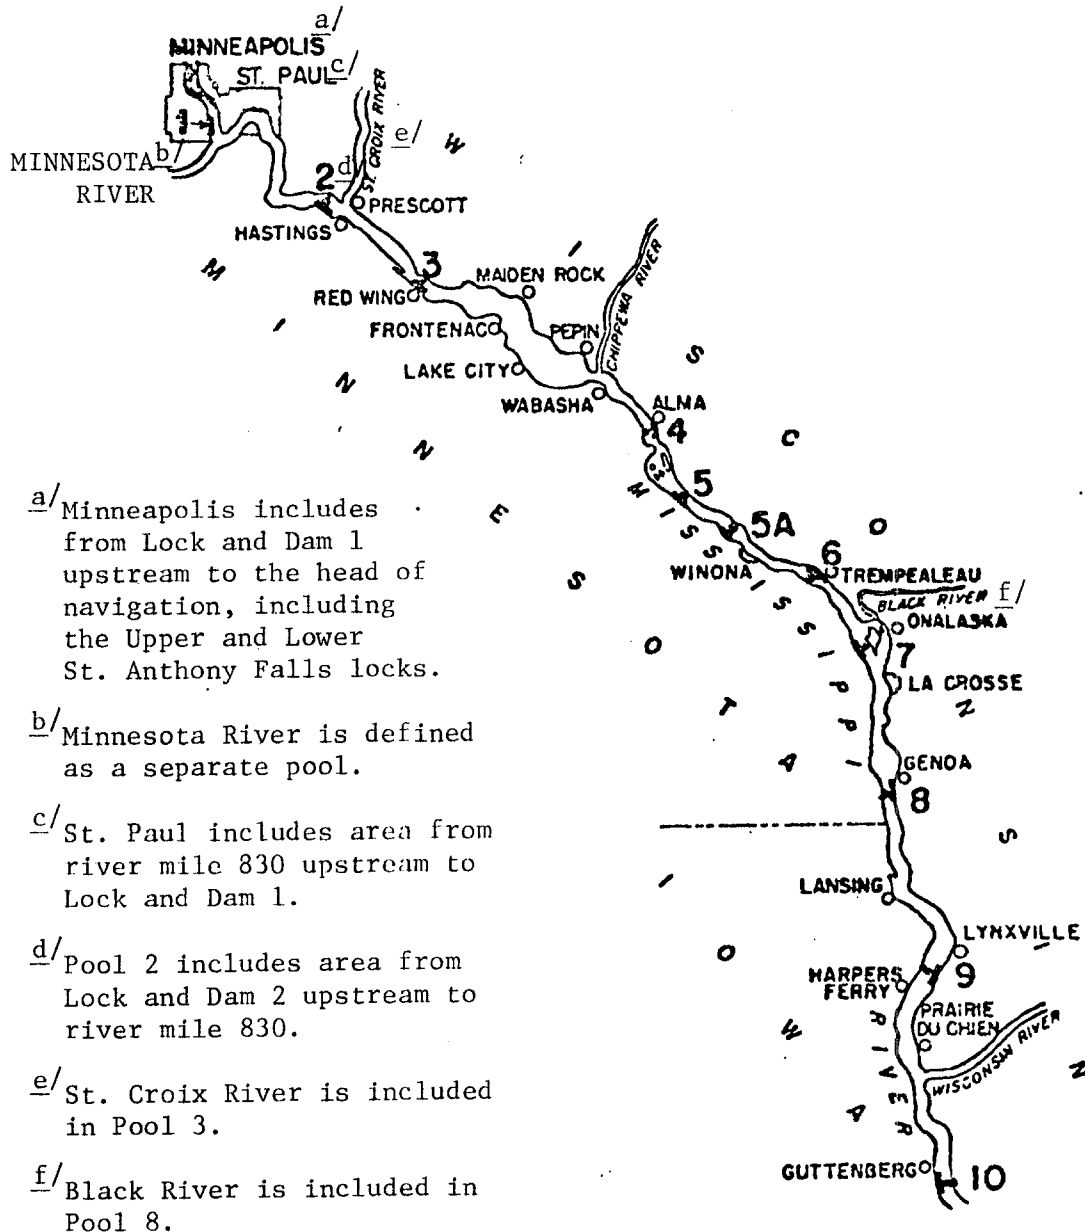 a/
MINNEAPOLIS
ST. PAUL c/
MINNESOTA b/
RIVER
ST. CROIX RIVER
e/
2 d
PRESCOTT
HASTINGS
3
RED WING
MAIDEN ROCK
FRONTENAC
PEPIN
CHIPPEWA RIVER
LAKE CITY
WABASHA
ALMA
4
5
5A
WINONA
6
TREMPEALEAU
BLACK RIVER f/
ONALASKA
7
LA CROSSE
GENOA
8
LANSING
LYNXVILLE
9
HARPERS
FERRY
PRAIRIE
DU CHIEN
WISCONSIN RIVER
GUTTENBERG
10
MINNESOTA
WISCONSIN
IOWA
MISSISSIPPI
RIVER
a/ Minneapolis includes
from Lock and Dam 1
upstream to the head of
navigation, including
the Upper and Lower
St. Anthony Falls locks.
b/ Minnesota River is defined
as a separate pool.
c/ St. Paul includes area from
river mile 830 upstream to
Lock and Dam 1.
d/ Pool 2 includes area from
Lock and Dam 2 upstream to
river mile 830.
e/ St. Croix River is included
in Pool 3.
f/ Black River is included in
Pool 8.